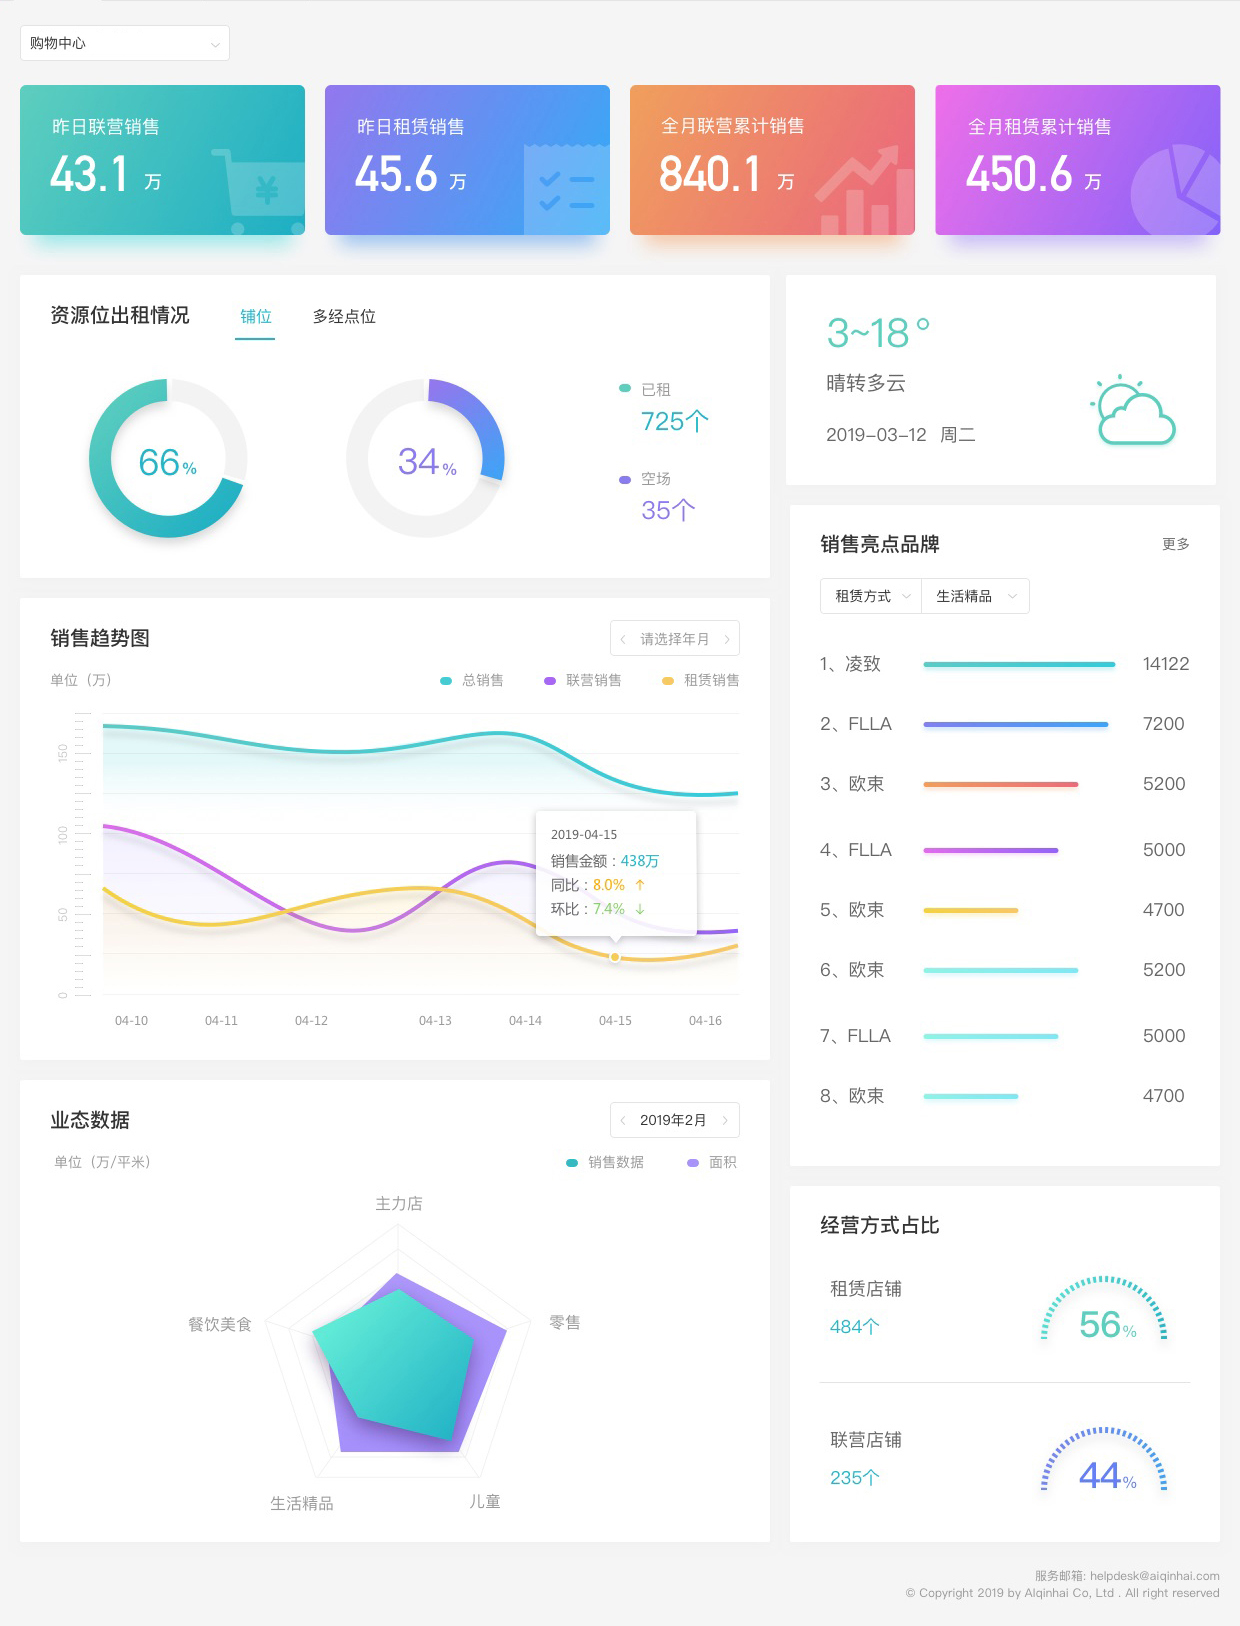 购物中心
昨日联营销售
43.1 万
¥
昨日租赁销售
45.6 万
全月联营累计销售
840.1 万
全月租赁累计销售
450.6 万
资源位出租情况 铺位 多经点位
66%
34%
已租
725个
空场
35个
3~18°
晴转多云
2019-03-12 周二
销售亮点品牌 更多
租赁方式 生活精品
1、凌致 14122
2、FLLA 7200
3、欧束 5200
4、FLLA 5000
5、欧束 4700
6、欧束 5200
7、FLLA 5000
8、欧束 4700
销售趋势图 请选择年月
单位（万） 总销售 联营销售 租赁销售
150
100
50
0
2019-04-15
销售金额：438万
同比：8.0% ↑
环比：7.4% ↓
04-10 04-11 04-12 04-13 04-14 04-15 04-16
业态数据 2019年2月
单位（万/平米） 销售数据 面积
主力店
餐饮美食 零售
生活精品 儿童
经营方式占比
租赁店铺
484个
56%
联营店铺
235个
44%
服务邮箱: helpdesk@aiqinhai.com
© Copyright 2019 by AIqinhai Co, Ltd . All right reserved